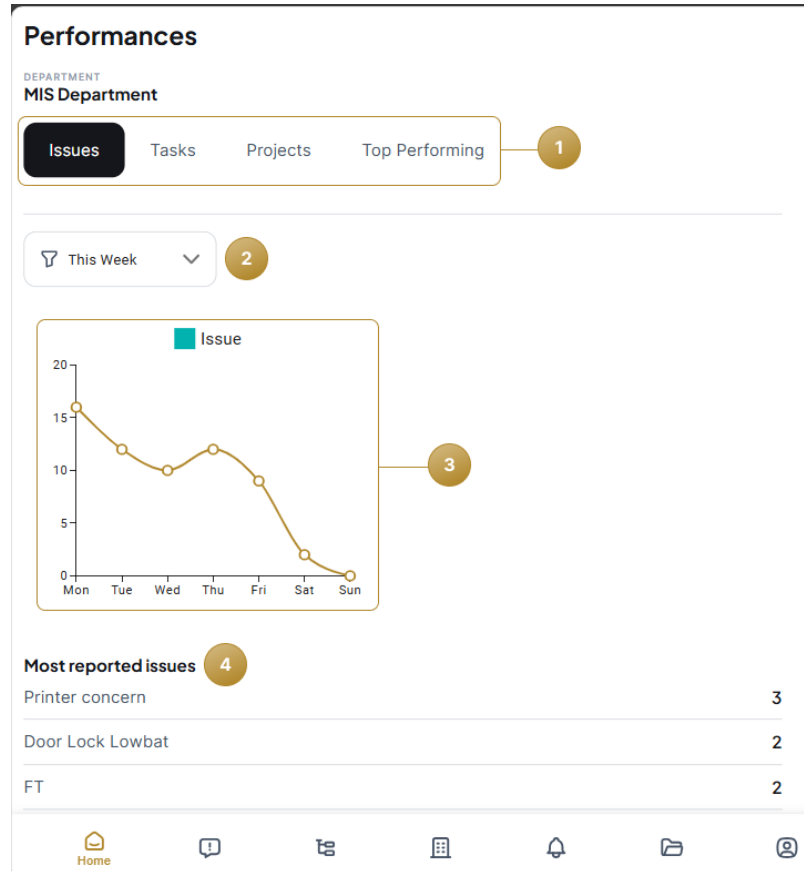 Performances
DEPARTMENT
MIS Department
Issues Tasks Projects Top Performing 1
This Week 2
Issue
20
15
10
5
0
Mon Tue Wed Thu Fri Sat Sun
3
Most reported issues 4
Printer concern 3
Door Lock Lowbat 2
FT 2
Home